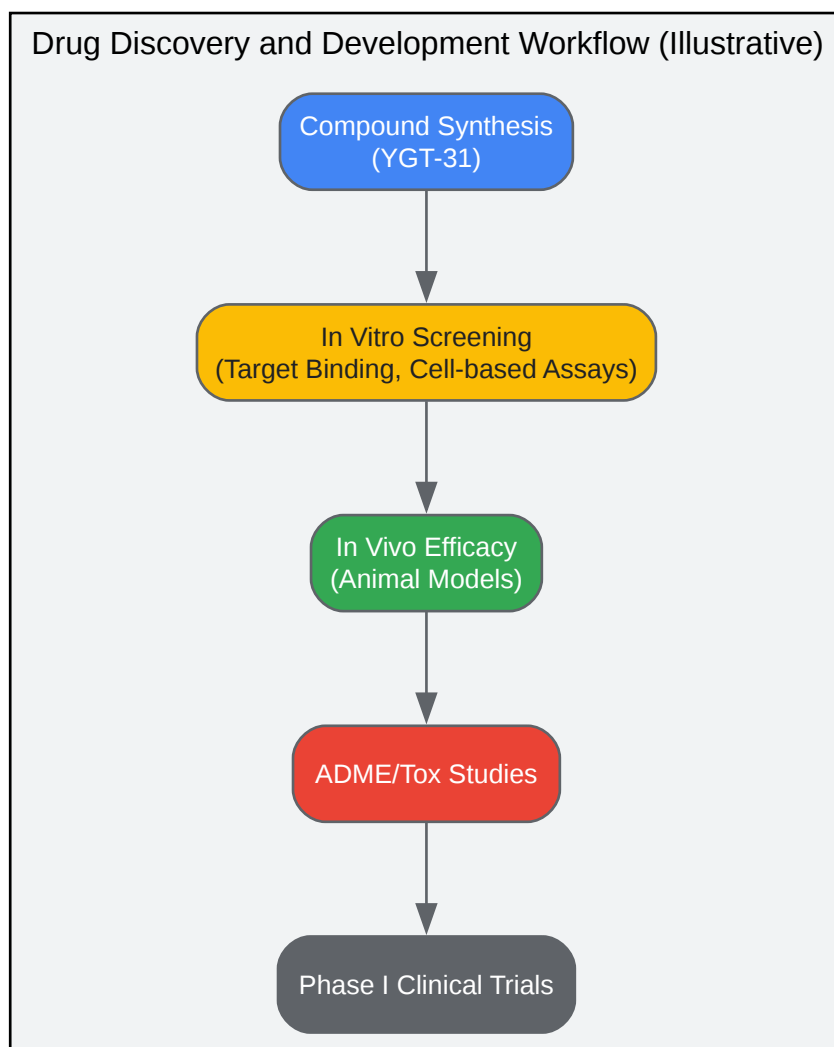 Drug Discovery and Development Workflow (Illustrative)
Compound Synthesis
(YGT-31)
In Vitro Screening
(Target Binding, Cell-based Assays)
In Vivo Efficacy
(Animal Models)
ADME/Tox Studies
Phase I Clinical Trials